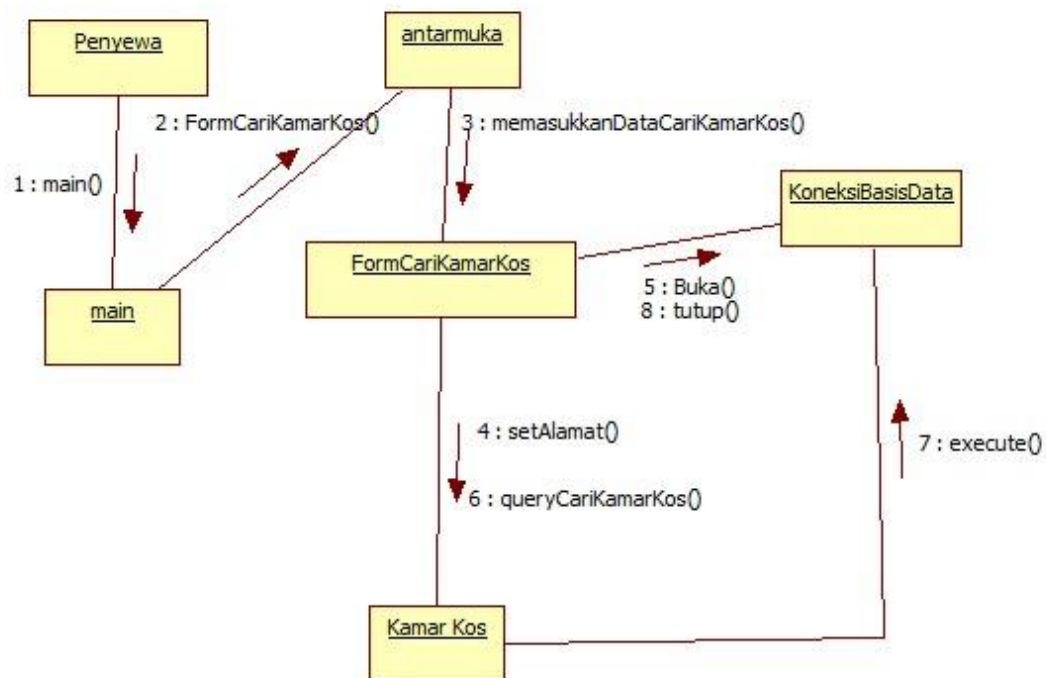 Penyewa
antarmuka
2 : FormCariKamarKos()
3 : memasukkanDataCariKamarKos()
1 : main()
KoneksiBasisData
FormCariKamarKos
main
5 : Buka()
8 : tutup()
4 : setAlamat()
7 : execute()
6 : queryCariKamarKos()
Kamar Kos